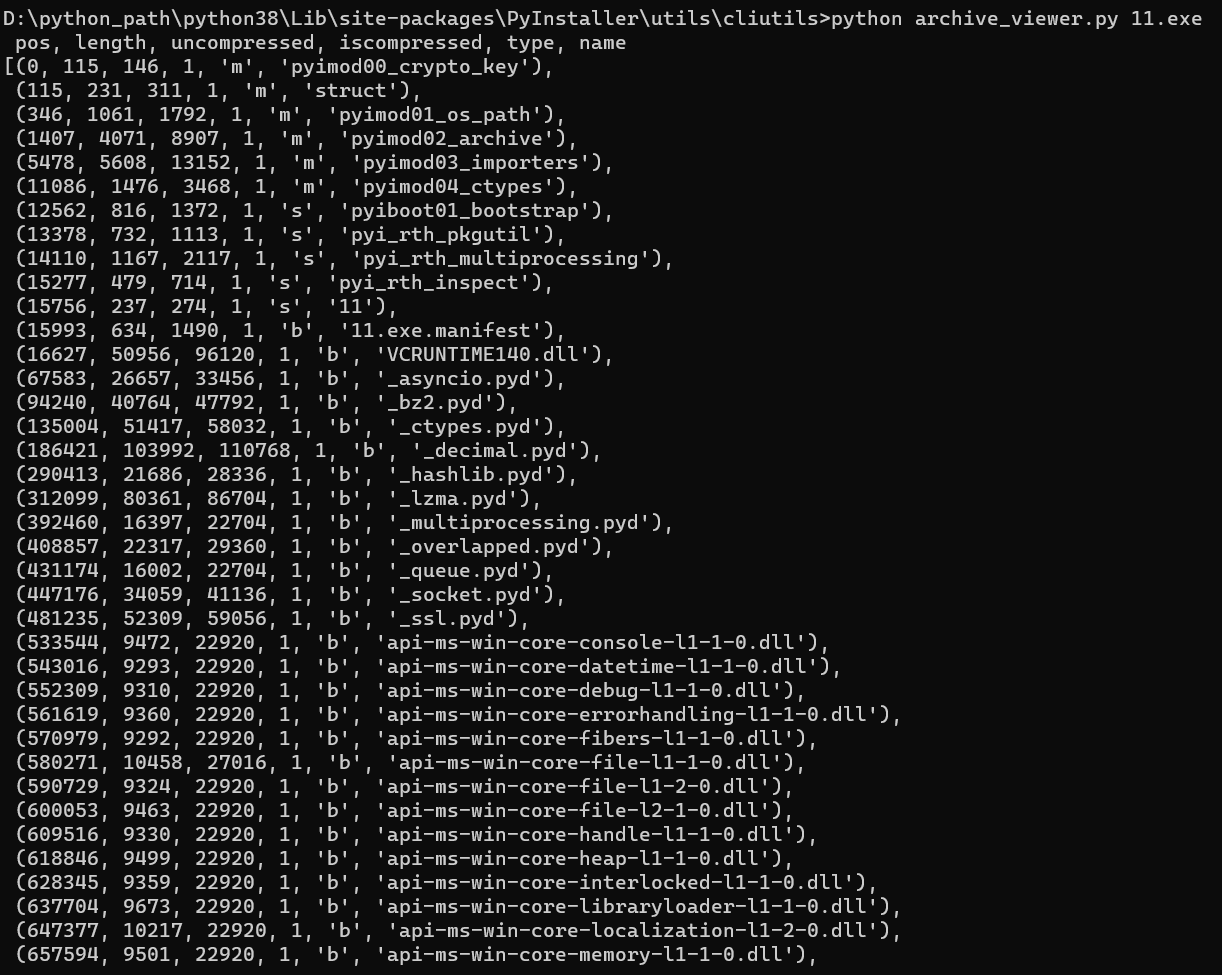 D:\python_path\python38\Lib\site-packages\PyInstaller\utils\cliutils>python archive_viewer.py 11.exe
 pos, length, uncompressed, iscompressed, type, name
[(0, 115, 146, 1, 'm', 'pyimod00_crypto_key'),
 (115, 231, 311, 1, 'm', 'struct'),
 (346, 1061, 1792, 1, 'm', 'pyimod01_os_path'),
 (1407, 4071, 8907, 1, 'm', 'pyimod02_archive'),
 (5478, 5608, 13152, 1, 'm', 'pyimod03_importers'),
 (11086, 1476, 3468, 1, 'm', 'pyimod04_ctypes'),
 (12562, 816, 1372, 1, 's', 'pyiboot01_bootstrap'),
 (13378, 732, 1113, 1, 's', 'pyi_rth_pkgutil'),
 (14110, 1167, 2117, 1, 's', 'pyi_rth_multiprocessing'),
 (15277, 479, 714, 1, 's', 'pyi_rth_inspect'),
 (15756, 237, 274, 1, 's', '11'),
 (15993, 634, 1490, 1, 'b', '11.exe.manifest'),
 (16627, 50956, 96120, 1, 'b', 'VCRUNTIME140.dll'),
 (67583, 26657, 33456, 1, 'b', '_asyncio.pyd'),
 (94240, 40764, 47792, 1, 'b', '_bz2.pyd'),
 (135004, 51417, 58032, 1, 'b', '_ctypes.pyd'),
 (186421, 103992, 110768, 1, 'b', '_decimal.pyd'),
 (290413, 21686, 28336, 1, 'b', '_hashlib.pyd'),
 (312099, 80361, 86704, 1, 'b', '_lzma.pyd'),
 (392460, 16397, 22704, 1, 'b', '_multiprocessing.pyd'),
 (408857, 22317, 29360, 1, 'b', '_overlapped.pyd'),
 (431174, 16002, 22704, 1, 'b', '_queue.pyd'),
 (447176, 34059, 41136, 1, 'b', '_socket.pyd'),
 (481235, 52309, 59056, 1, 'b', '_ssl.pyd'),
 (533544, 9472, 22920, 1, 'b', 'api-ms-win-core-console-l1-1-0.dll'),
 (543016, 9293, 22920, 1, 'b', 'api-ms-win-core-datetime-l1-1-0.dll'),
 (552309, 9310, 22920, 1, 'b', 'api-ms-win-core-debug-l1-1-0.dll'),
 (561619, 9360, 22920, 1, 'b', 'api-ms-win-core-errorhandling-l1-1-0.dll'),
 (570979, 9292, 22920, 1, 'b', 'api-ms-win-core-fibers-l1-1-0.dll'),
 (580271, 10458, 27016, 1, 'b', 'api-ms-win-core-file-l1-1-0.dll'),
 (590729, 9324, 22920, 1, 'b', 'api-ms-win-core-file-l1-2-0.dll'),
 (600053, 9463, 22920, 1, 'b', 'api-ms-win-core-file-l2-1-0.dll'),
 (609516, 9330, 22920, 1, 'b', 'api-ms-win-core-handle-l1-1-0.dll'),
 (618846, 9499, 22920, 1, 'b', 'api-ms-win-core-heap-l1-1-0.dll'),
 (628345, 9359, 22920, 1, 'b', 'api-ms-win-core-interlocked-l1-1-0.dll'),
 (637704, 9673, 22920, 1, 'b', 'api-ms-win-core-libraryloader-l1-1-0.dll'),
 (647377, 10217, 22920, 1, 'b', 'api-ms-win-core-localization-l1-2-0.dll'),
 (657594, 9501, 22920, 1, 'b', 'api-ms-win-core-memory-l1-1-0.dll'),